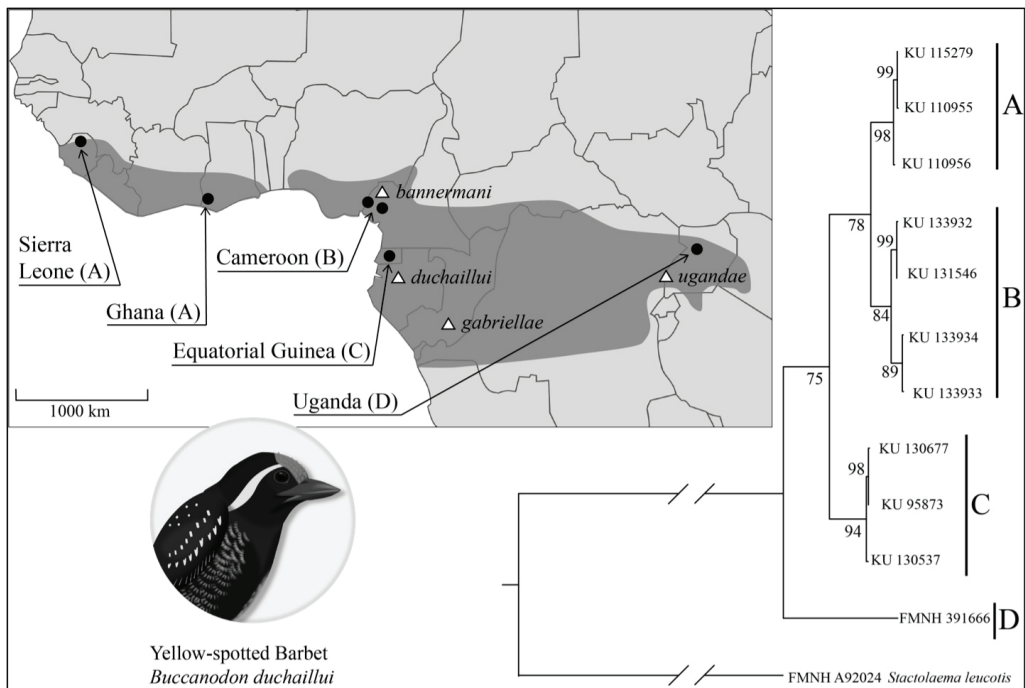 bannermani
Sierra
Leone (A)
Cameroon (B)
duchaillui
ugandae
Ghana (A)
gabriellae
Equatorial Guinea (C)
Uganda (D)
1000 km
Yellow-spotted Barbet
Buccanodon duchaillui
KU 115279
99
KU 110955
A
98
KU 110956
78
KU 133932
99
KU 131546
B
84
KU 133934
89
KU 133933
75
KU 130677
98
KU 95873
C
94
KU 130537
FMNH 391666
D
FMNH A92024 Stactolaema leucotis